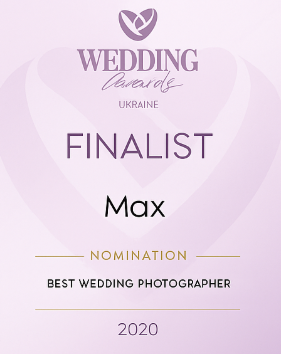 WEDDING
Awards
UKRAINE
FINALIST
Max
NOMINATION
BEST WEDDING PHOTOGRAPHER
2020